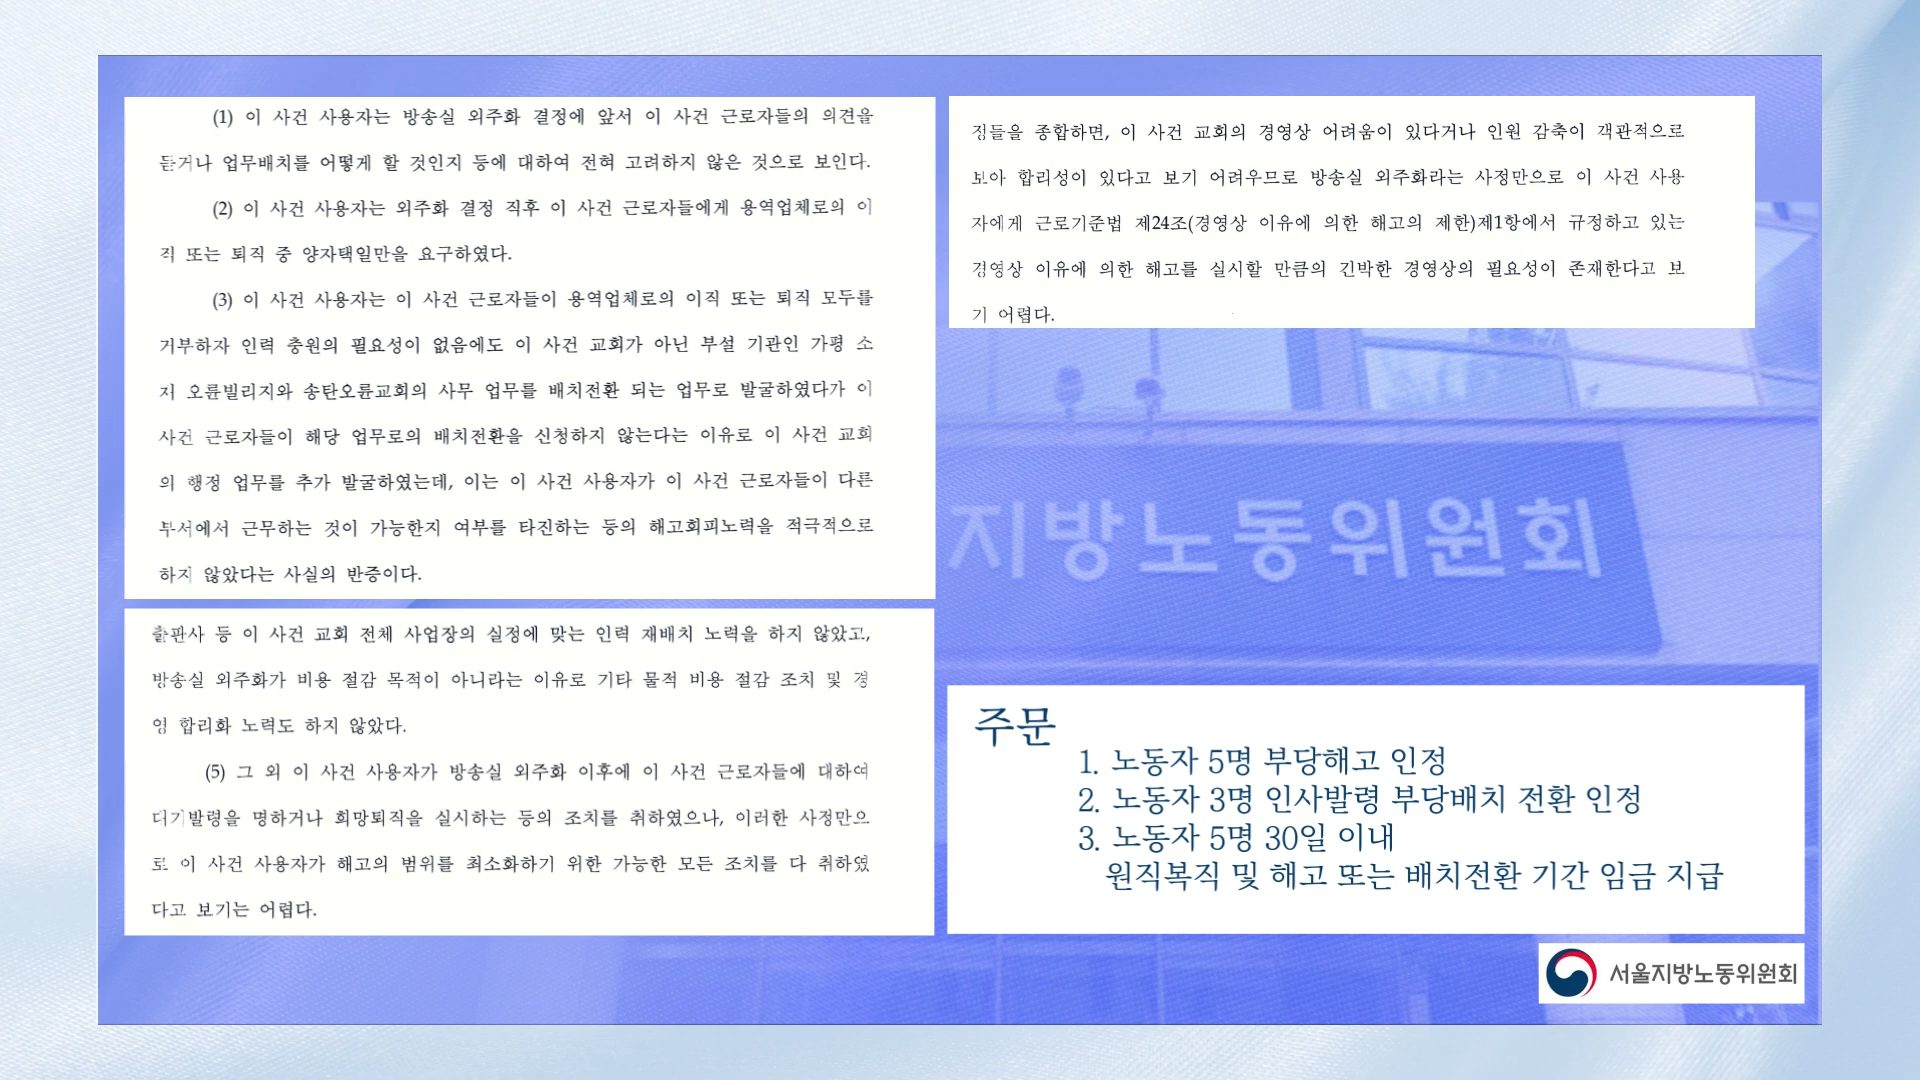 (1) 이 사건 사용자는 방송실 외주화 결정에 앞서 이 사건 근로자들의 의견을
듣거나 업무배치를 어떻게 할 것인지 등에 대하여 전혀 고려하지 않은 것으로 보인다.
(2) 이 사건 사용자는 외주화 결정 직후 이 사건 근로자들에게 용역업체로의 이
직 또는 퇴직 중 양자택일만을 요구하였다.
(3) 이 사건 사용자는 이 사건 근로자들이 용역업체로의 이직 또는 퇴직 모두를
거부하자 인력 충원의 필요성이 없음에도 이 사건 교회가 아닌 부설 기관인 가평 소
재 오륜빌리지와 송탄오륜교회의 사무 업무를 배치전환 되는 업무로 발굴하였다가 이
사건 근로자들이 해당 업무로의 배치전환을 신청하지 않는다는 이유로 이 사건 교회
의 행정 업무를 추가 발굴하였는데, 이는 이 사건 사용자가 이 사건 근로자들이 다른
부서에서 근무하는 것이 가능한지 여부를 타진하는 등의 해고회피노력을 적극적으로
하지 않았다는 사실의 반증이다.
출판사 등 이 사건 교회 전체 사업장의 실정에 맞는 인력 재배치 노력을 하지 않았고,
방송실 외주화가 비용 절감 목적이 아니라는 이유로 기타 물적 비용 절감 조치 및 경
영 합리화 노력도 하지 않았다.
(5) 그 외 이 사건 사용자가 방송실 외주화 이후에 이 사건 근로자들에 대하여
대기발령을 명하거나 희망퇴직을 실시하는 등의 조치를 취하였으나, 이러한 사정만으
로 이 사건 사용자가 해고의 범위를 최소화하기 위한 가능한 모든 조치를 다 취하였
다고 보기는 어렵다.
정들을 종합하면, 이 사건 교회의 경영상 어려움이 있다거나 인원 감축이 객관적으로
보아 합리성이 있다고 보기 어려우므로 방송실 외주화라는 사정만으로 이 사건 사용
자에게 근로기준법 제24조(경영상 이유에 의한 해고의 제한)제1항에서 규정하고 있는
경영상 이유에 의한 해고를 실시할 만큼의 긴박한 경영상의 필요성이 존재한다고 보
기 어렵다.
지방노동위원회
주문
1. 노동자 5명 부당해고 인정
2. 노동자 3명 인사발령 부당배치 전환 인정
3. 노동자 5명 30일 이내
원직복직 및 해고 또는 배치전환 기간 임금 지급
서울지방노동위원회